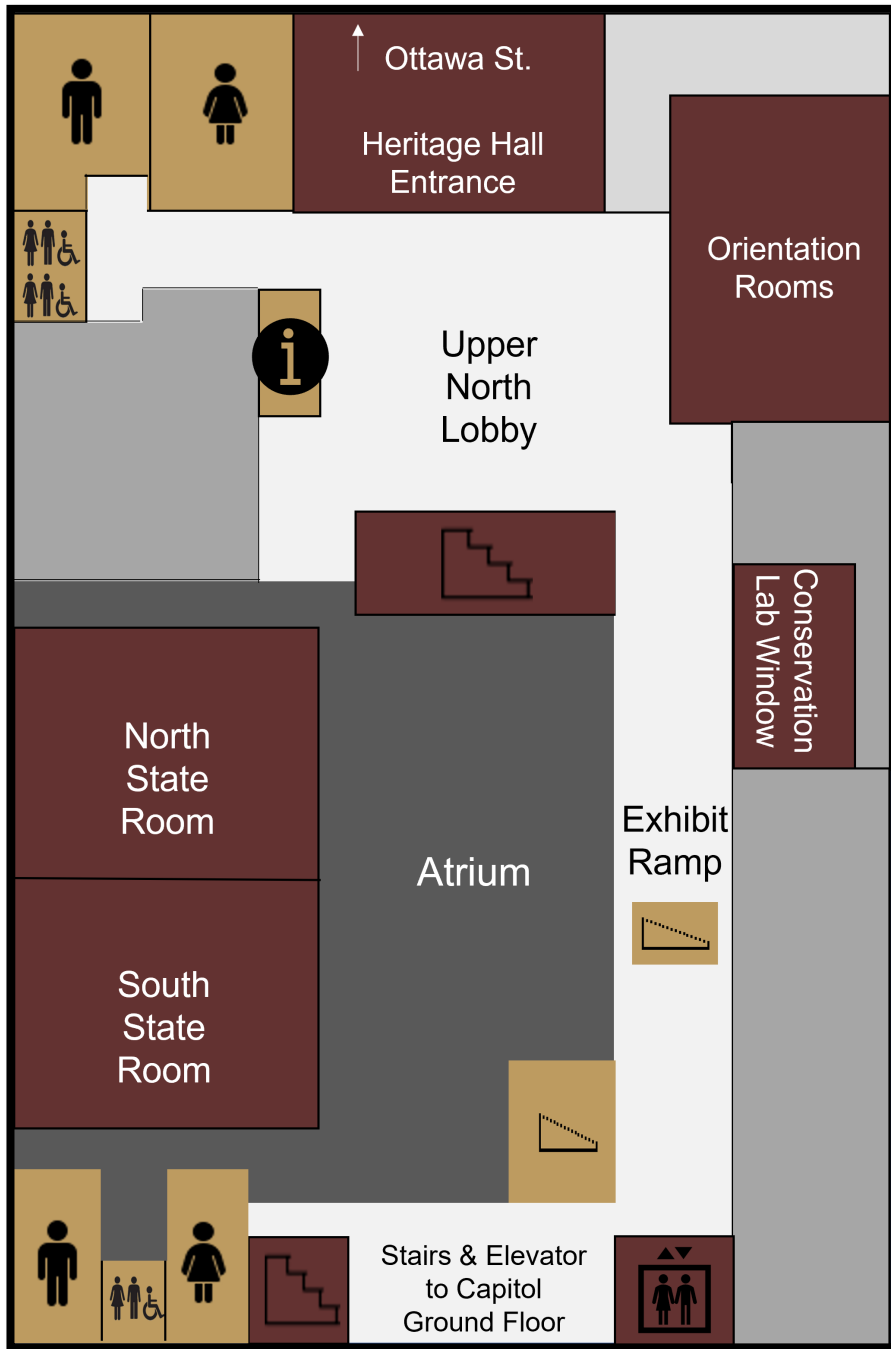 Ottawa St.
Heritage Hall
Entrance
Orientation
Rooms
i
Upper
North
Lobby
Conservation
Lab Window
North
State
Room
Exhibit
Ramp
Atrium
South
State
Room
Stairs & Elevator
to Capitol
Ground Floor